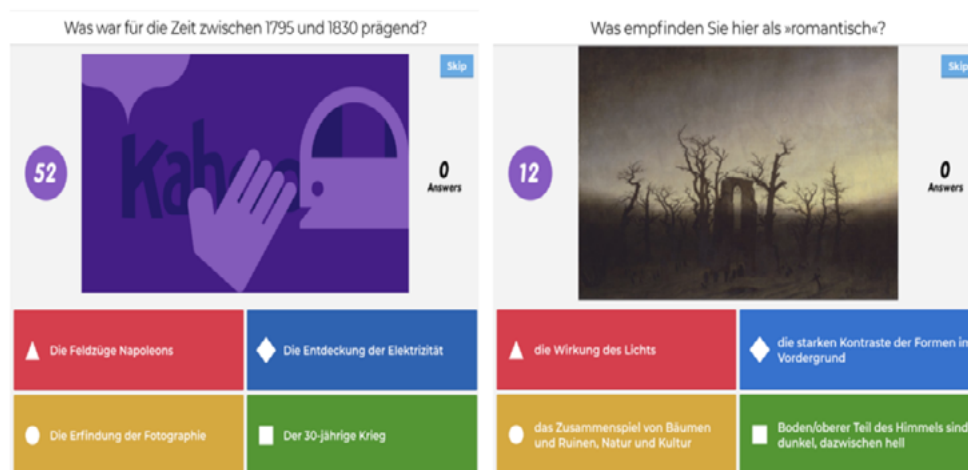 Was war für die Zeit zwischen 1795 und 1830 prägend?
Skip
Kahoo
52
0
Answers
Die Feldzüge Napoleons
Die Entdeckung der Elektrizität
Die Erfindung der Fotographie
Der 30-jährige Krieg
Was empfinden Sie hier als »romantisch«?
Skip
12
0
Answers
die Wirkung des Lichts
die starken Kontraste der Formen im
Vordergrund
das Zusammenspiel von Bäumen
und Ruinen, Natur und Kultur
Boden/oberer Teil des Himmels sind
dunkel, dazwischen hell